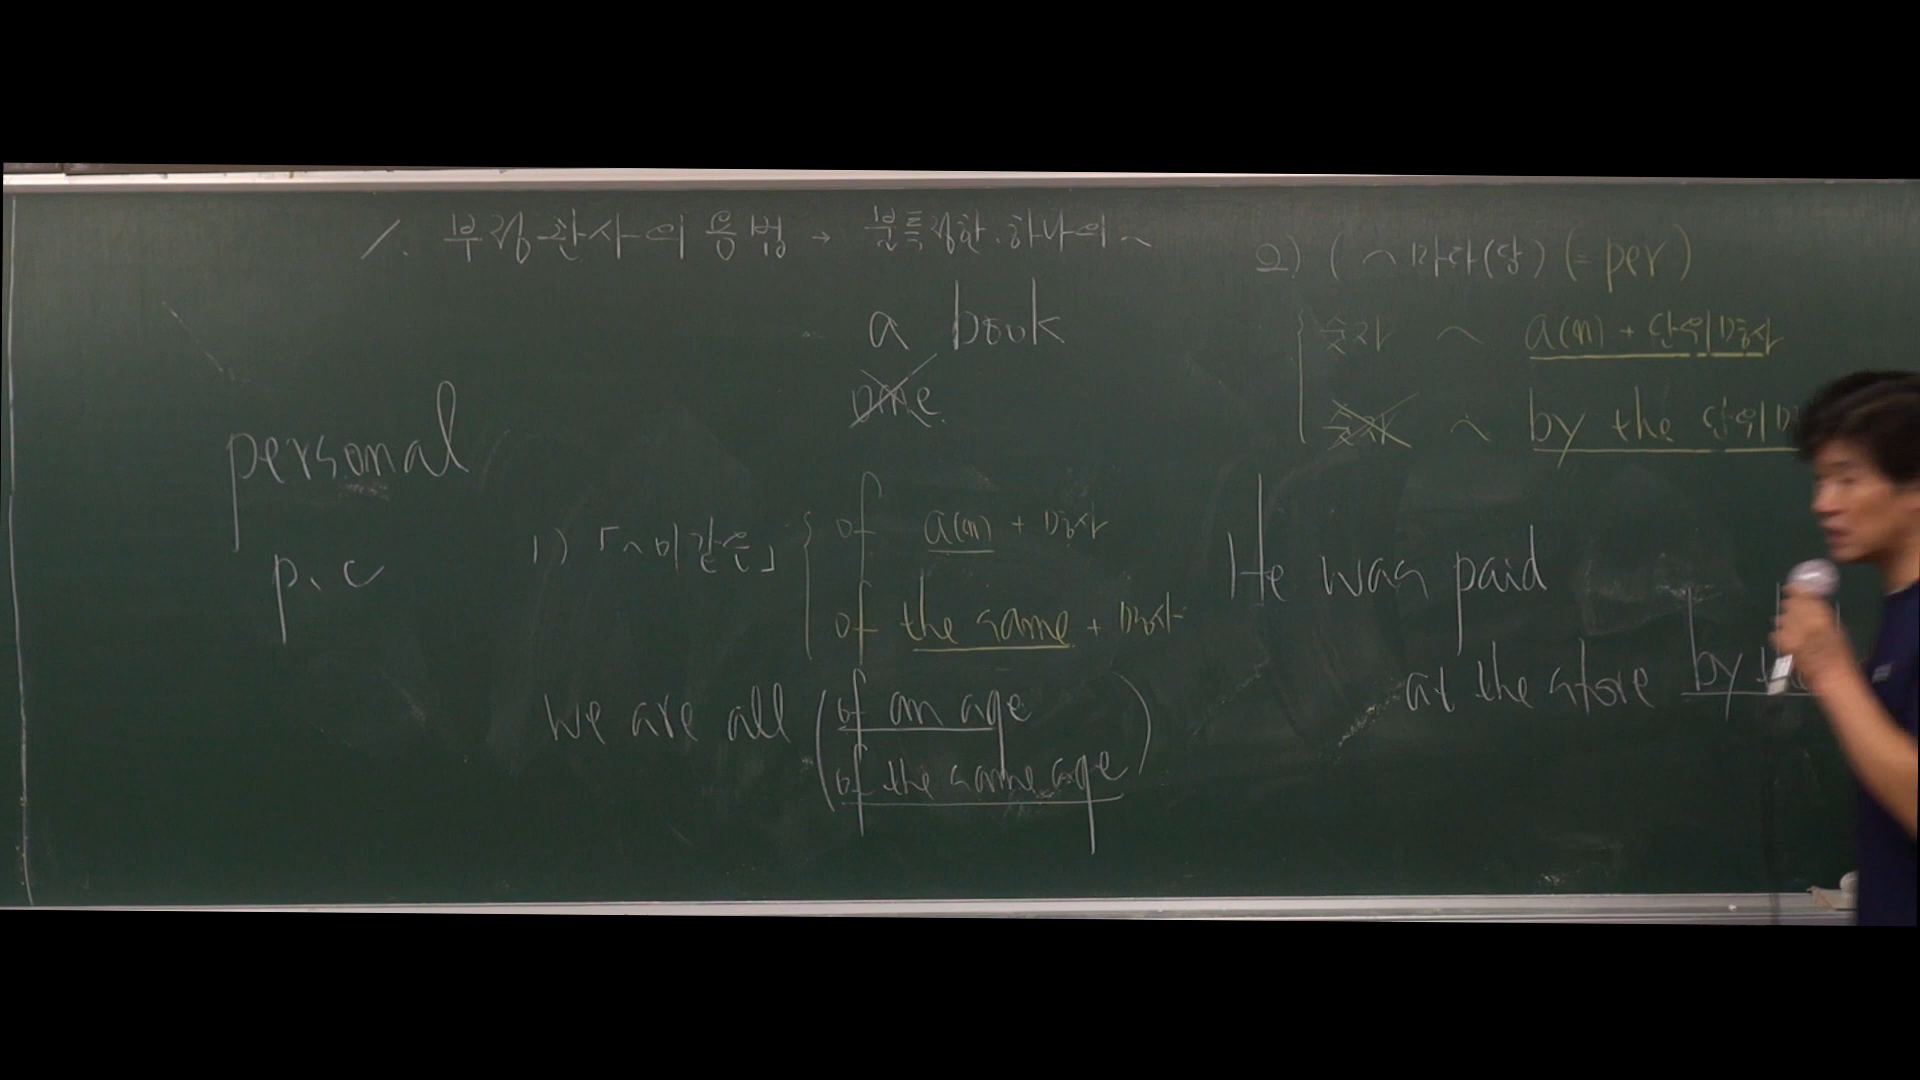 1. 부정관사의 용법 → 불특정한 하나의 ~
a book
one
personal
p.c
1) 「~이 같은」
of a(n) + 명사
of the same + 명사
We are all (of an age
of the same age)
2) (~마다(당) (= per)
숫자 ~ a(n) + 단위명사
숫자 ~ by the 단위명
He was paid
at the store by the